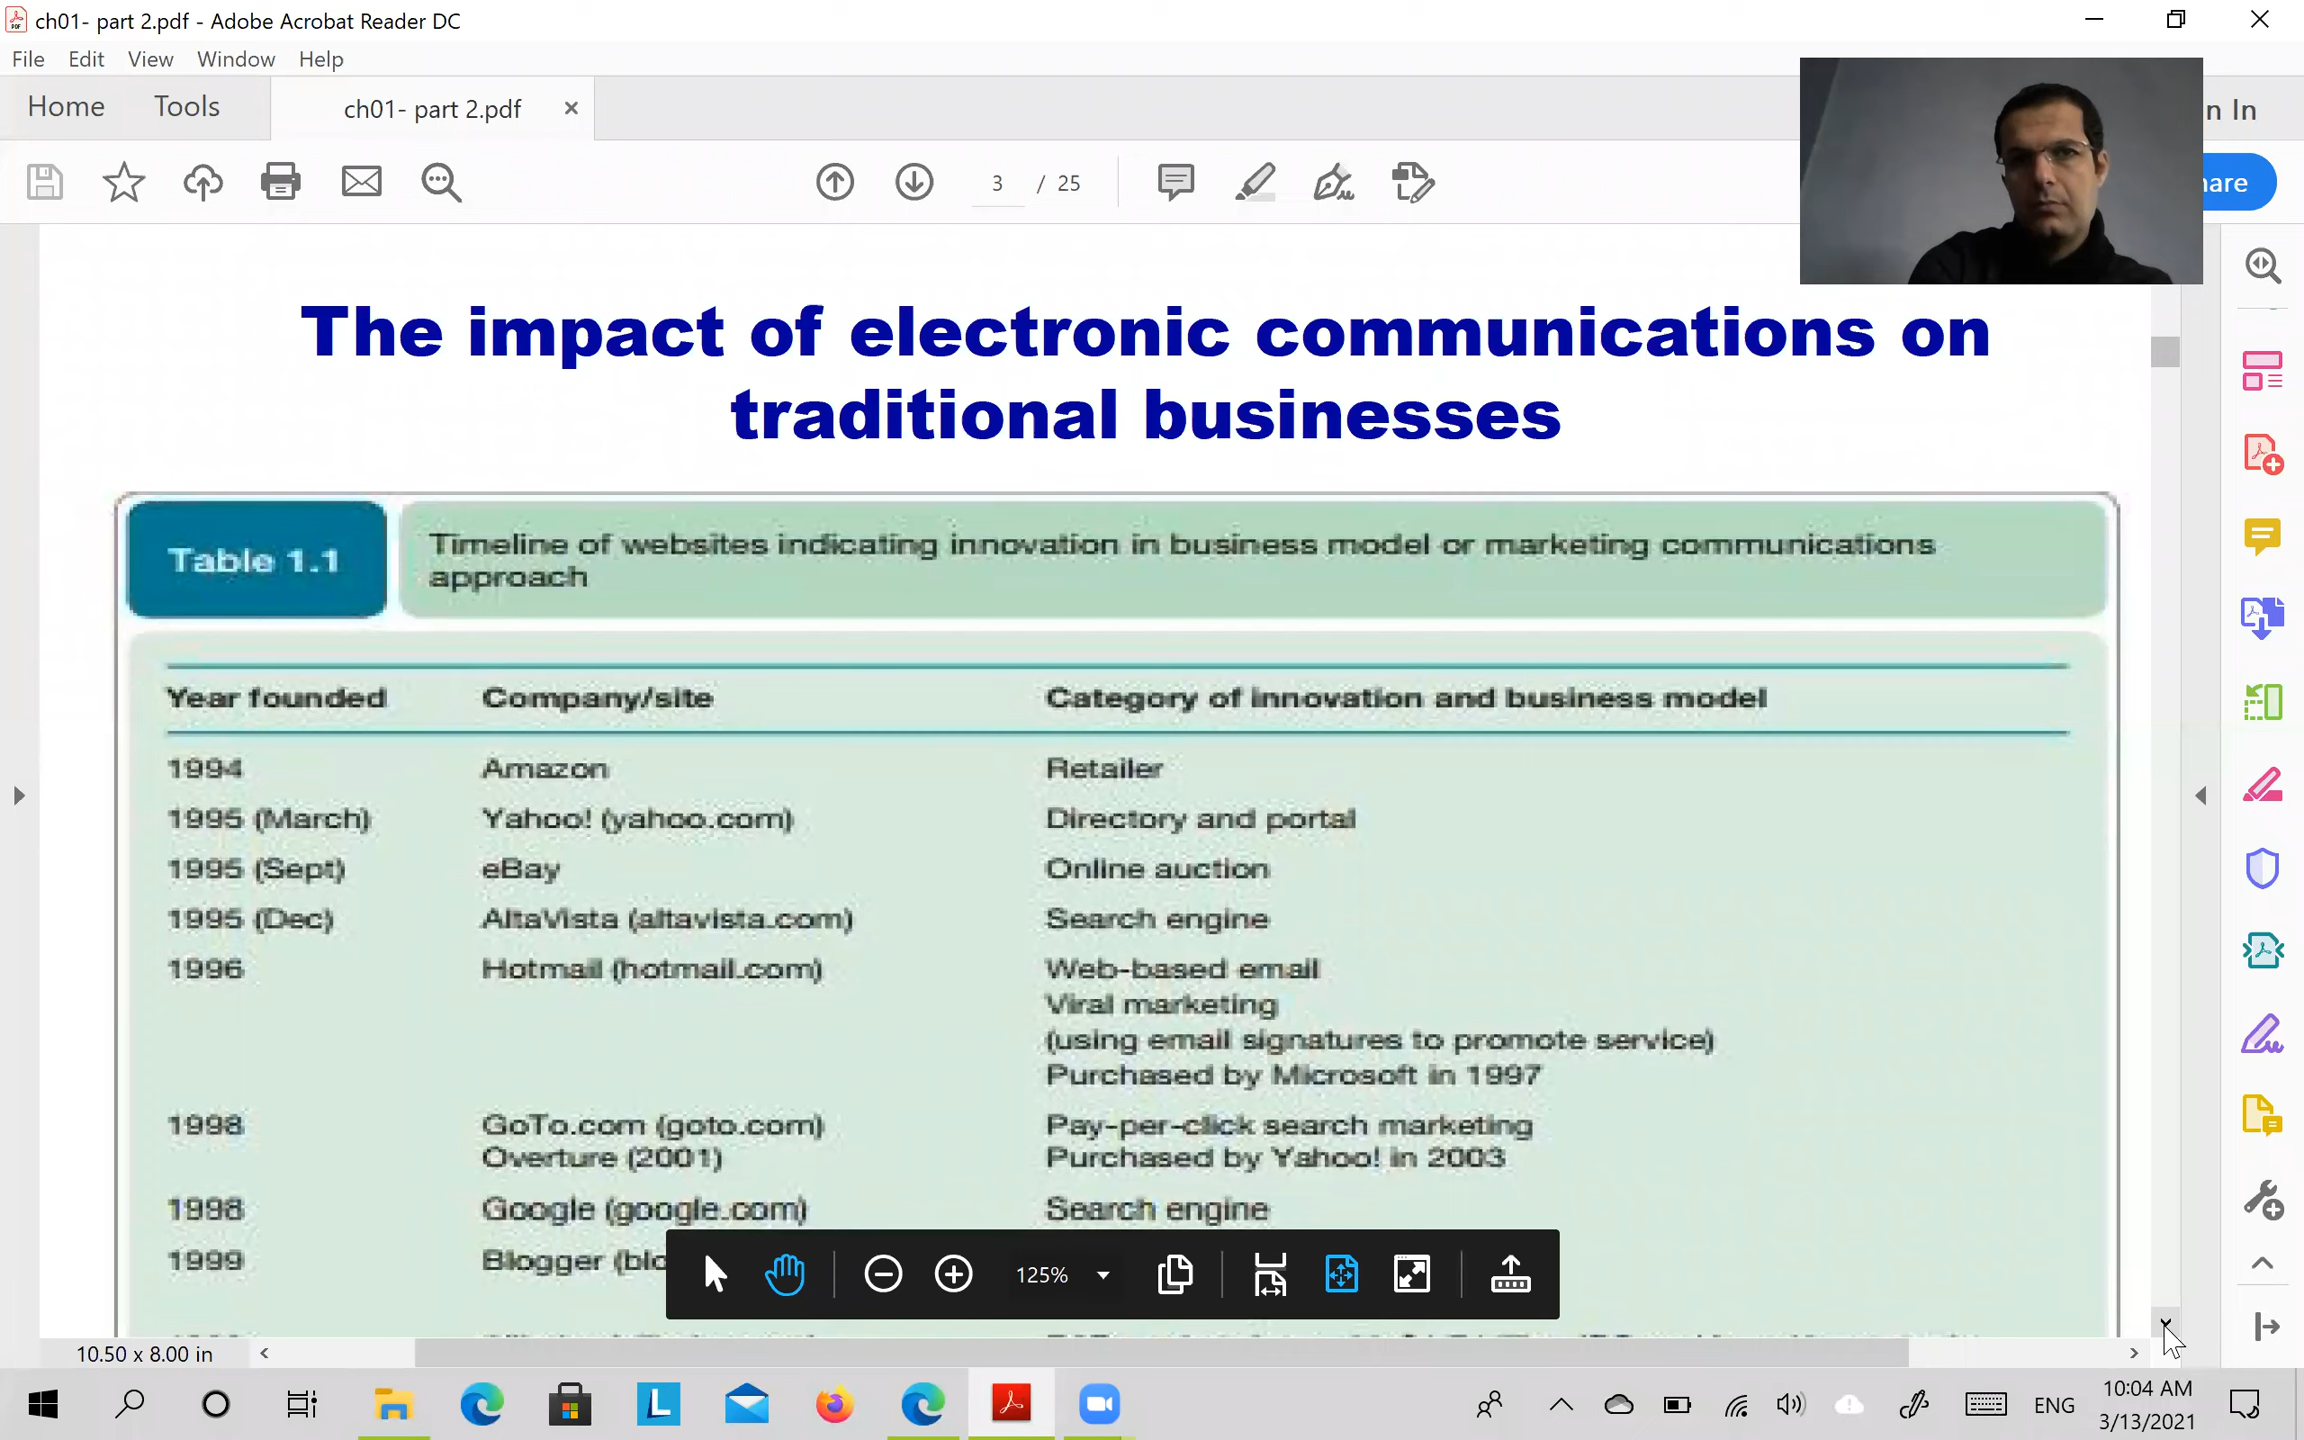 ch01- part 2.pdf - Adobe Acrobat Reader DC
File Edit View Window Help
Home Tools ch01- part 2.pdf
n In
3 / 25
are
The impact of electronic communications on
traditional businesses
Table 1.1
Timeline of websites indicating innovation in business model or marketing communications
approach
Year founded Company/site Category of innovation and business model
1994 Amazon Retailer
1995 (March) Yahoo! (yahoo.com) Directory and portal
1995 (Sept) eBay Online auction
1995 (Dec) AltaVista (altavista.com) Search engine
1996 Hotmail (hotmail.com) Web-based email
Viral marketing
(using email signatures to promote service)
Purchased by Microsoft in 1997
1998 GoTo.com (goto.com) Pay-per-click search marketing
Overture (2001) Purchased by Yahoo! in 2003
1998 Google (google.com) Search engine
1999 Blogger
125%
10.50 x 8.00 in
ENG
10:04 AM
3/13/2021